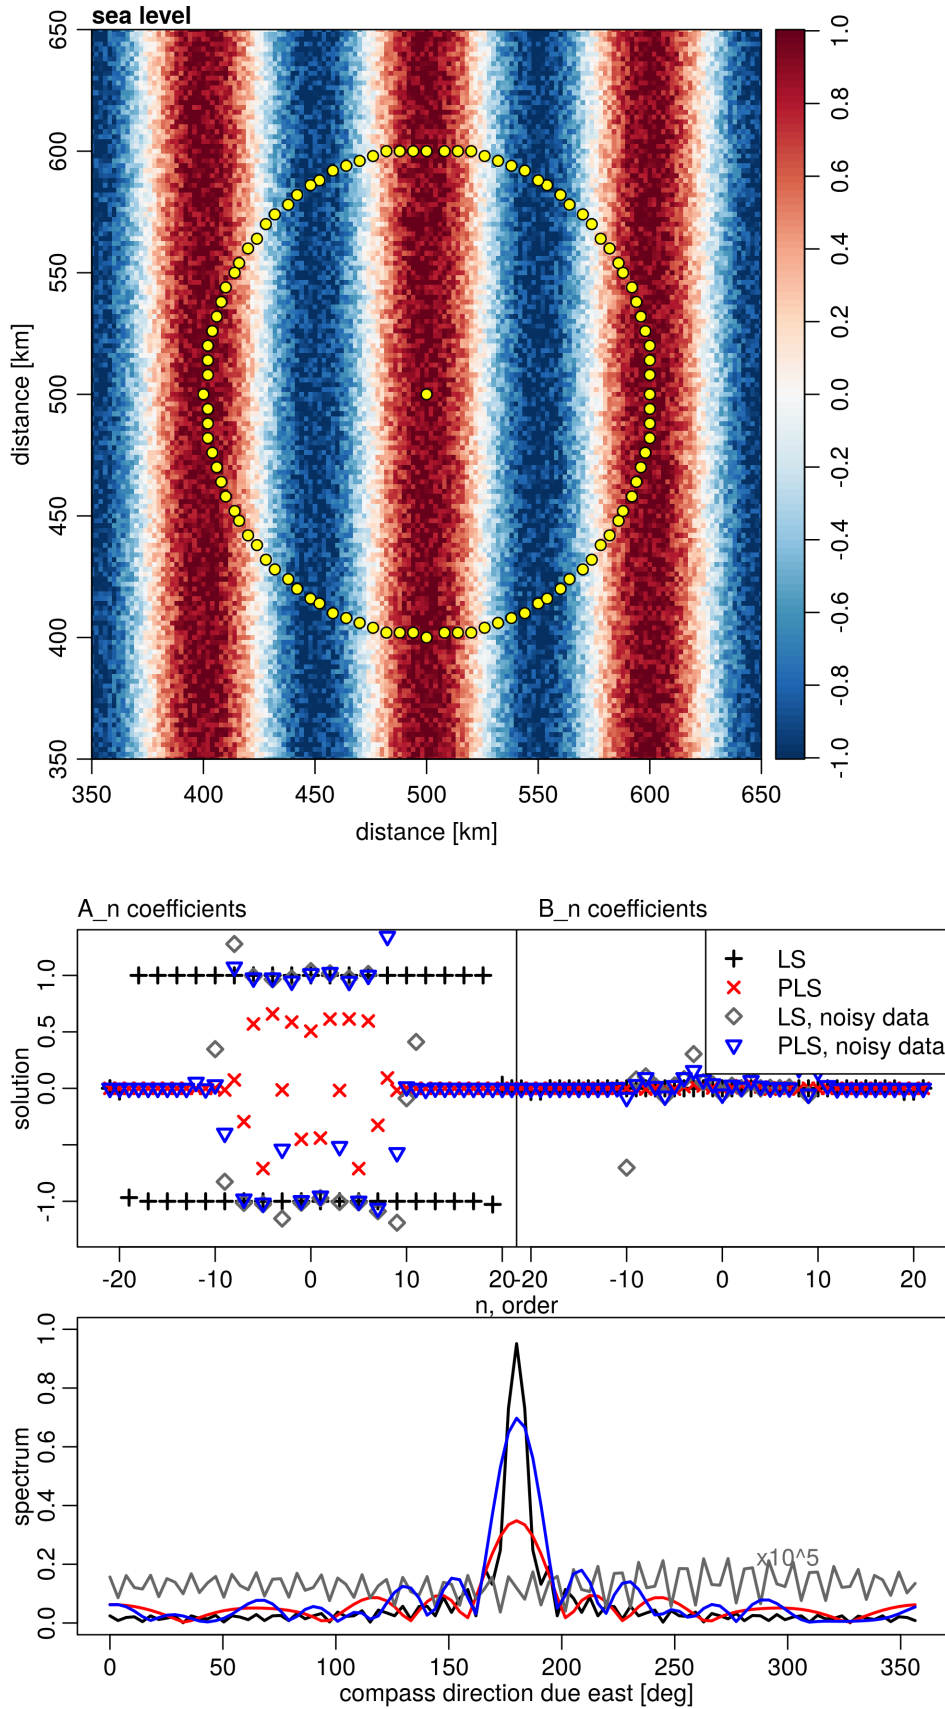 sea level
650
600
550
500
450
400
350
distance [km]
350 400 450 500 550 600 650
distance [km]
1.0
0.8
0.6
0.4
0.2
0.0
-0.2
-0.4
-0.6
-0.8
-1.0
A_n coefficients
B_n coefficients
LS
PLS
LS, noisy data
PLS, noisy data
1.0
0.5
0.0
-1.0
solution
-20 -10 0 10 20
-20 -10 0 10 20
n, order
1.0
0.8
0.6
0.4
0.2
0.0
spectrum
x10^5
0 50 100 150 200 250 300 350
compass direction due east [deg]